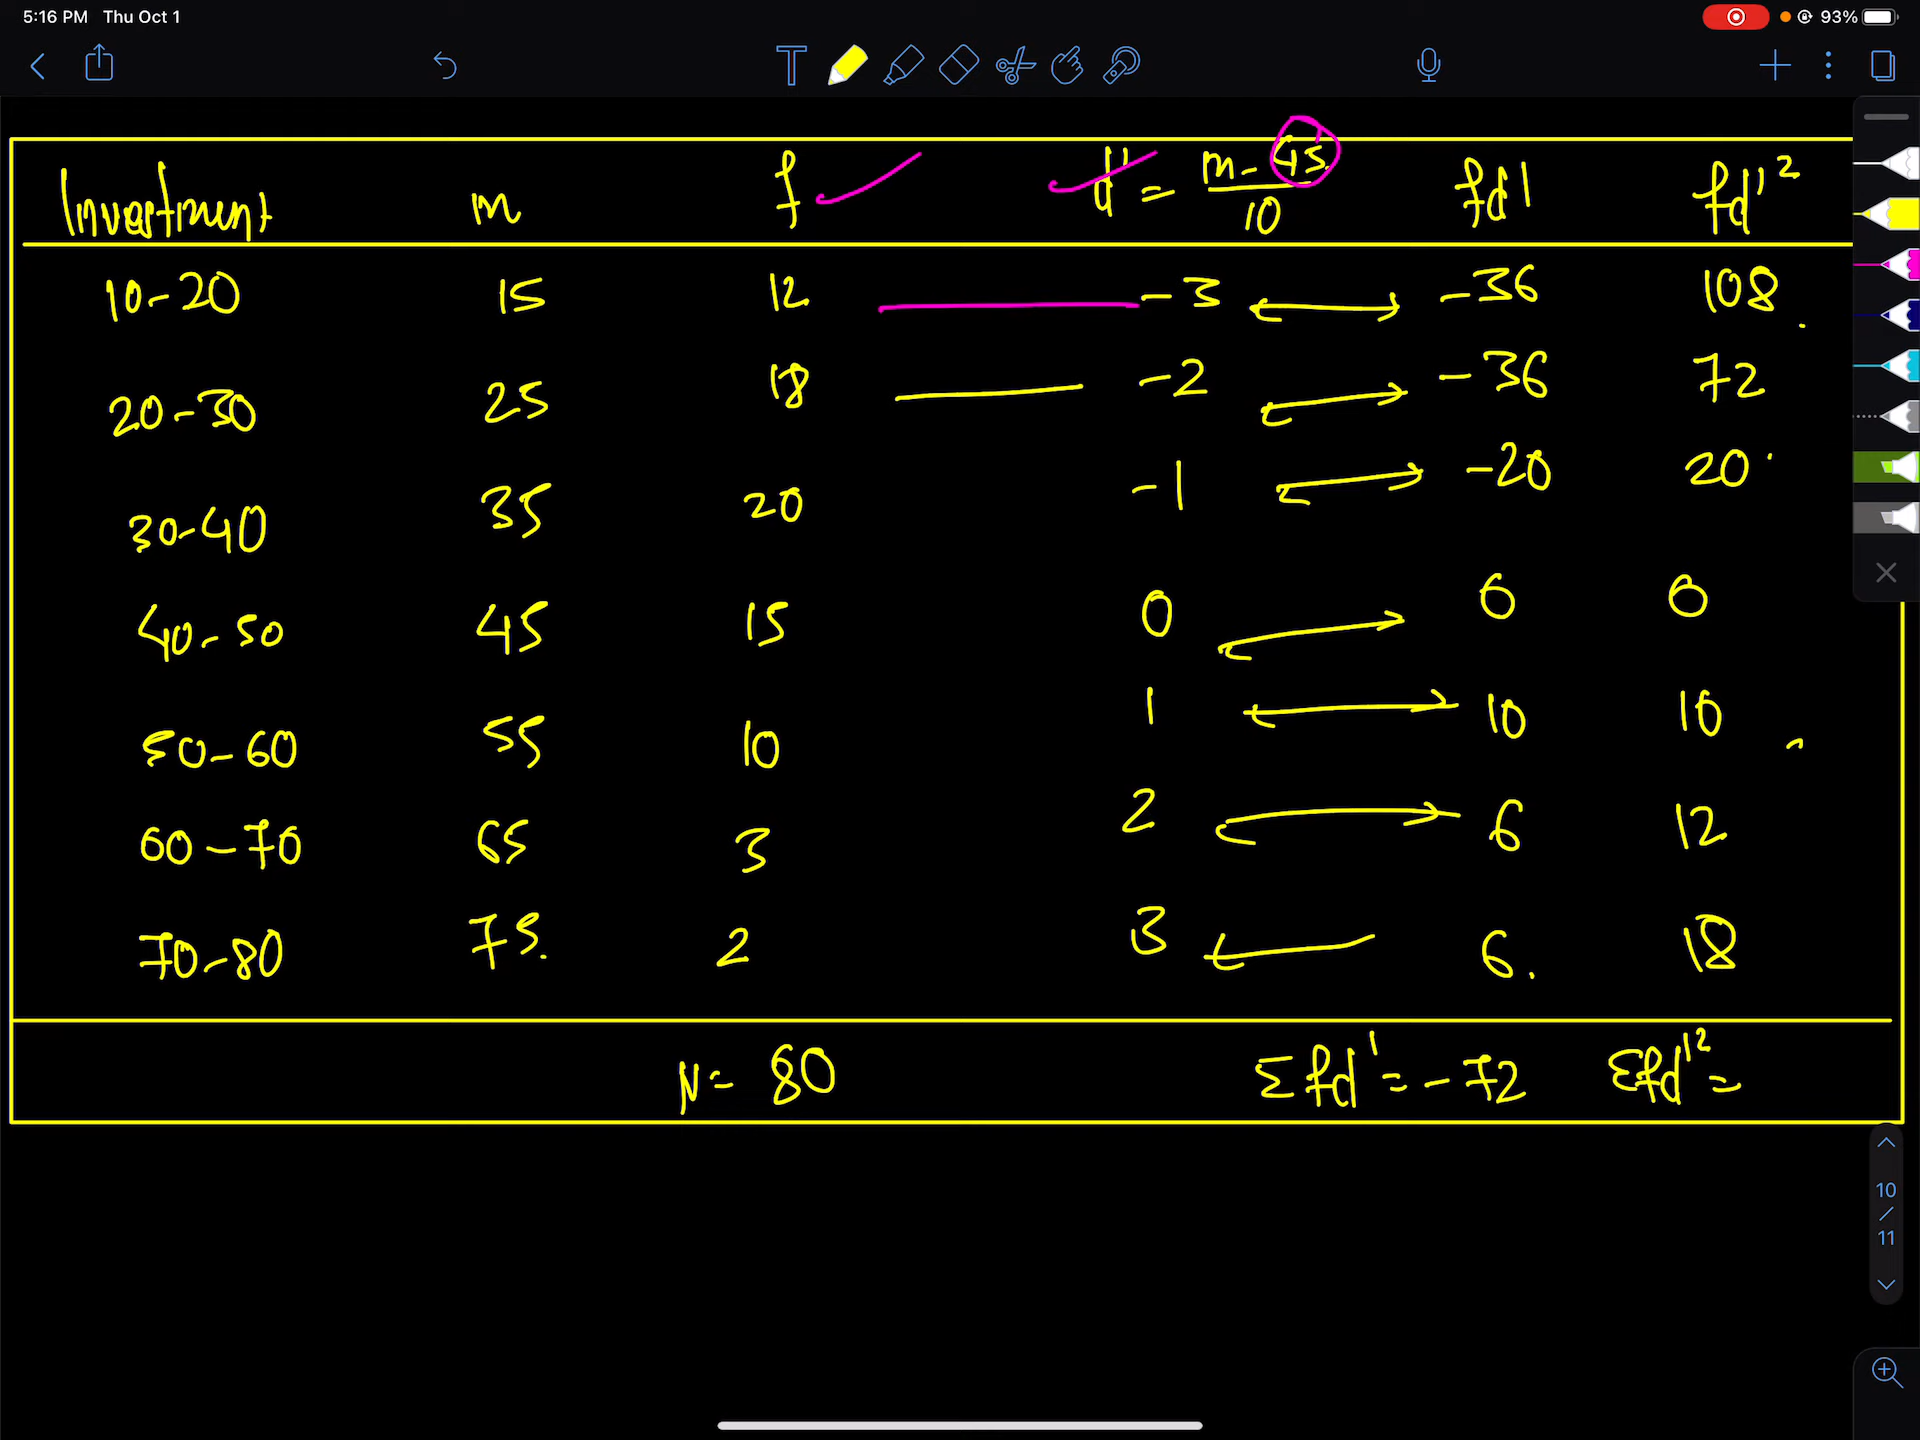 5:16 PM Thu Oct 1
93%
Investment m f d' = m - 45 / 10 fd' fd'²
10-20 15 12 -3 -36 108
20-30 25 18 -2 -36 72
30-40 35 20 -1 -20 20
40-50 45 15 0 0 0
50-60 55 10 1 10 10
60-70 65 3 2 6 12
70-80 75 2 3 6 18
N= 80 Σfd' = -72 Σfd'² =
10
/
11